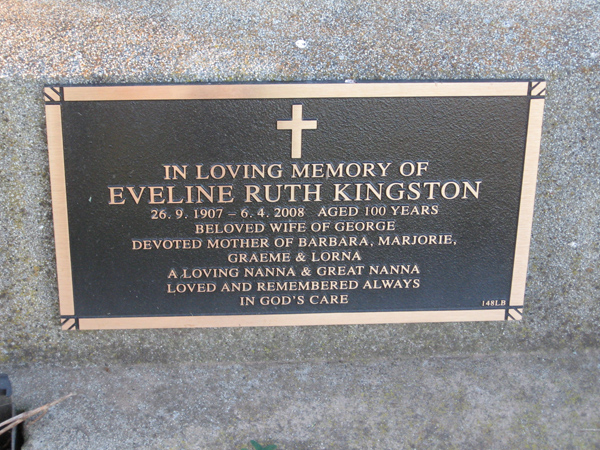 IN LOVING MEMORY OF
EVELINE RUTH KINGSTON
26. 9. 1907 – 6. 4. 2008 AGED 100 YEARS
BELOVED WIFE OF GEORGE
DEVOTED MOTHER OF BARBARA, MARJORIE,
GRAEME & LORNA
A LOVING NANNA & GREAT NANNA
LOVED AND REMEMBERED ALWAYS
IN GOD'S CARE
148LB